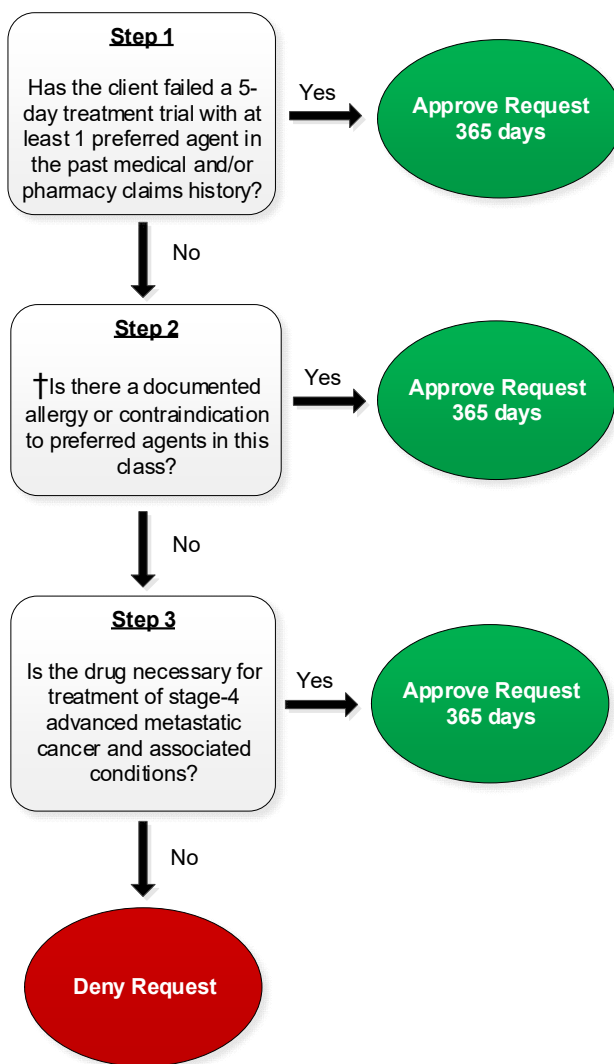 Step 1
Has the client failed a 5-
day treatment trial with at
least 1 preferred agent in
the past medical and/or
pharmacy claims history?
Yes
Approve Request
365 days
No
Step 2
†Is there a documented
allergy or contraindication
to preferred agents in this
class?
Yes
Approve Request
365 days
No
Step 3
Is the drug necessary for
treatment of stage-4
advanced metastatic
cancer and associated
conditions?
Yes
Approve Request
365 days
No
Deny Request